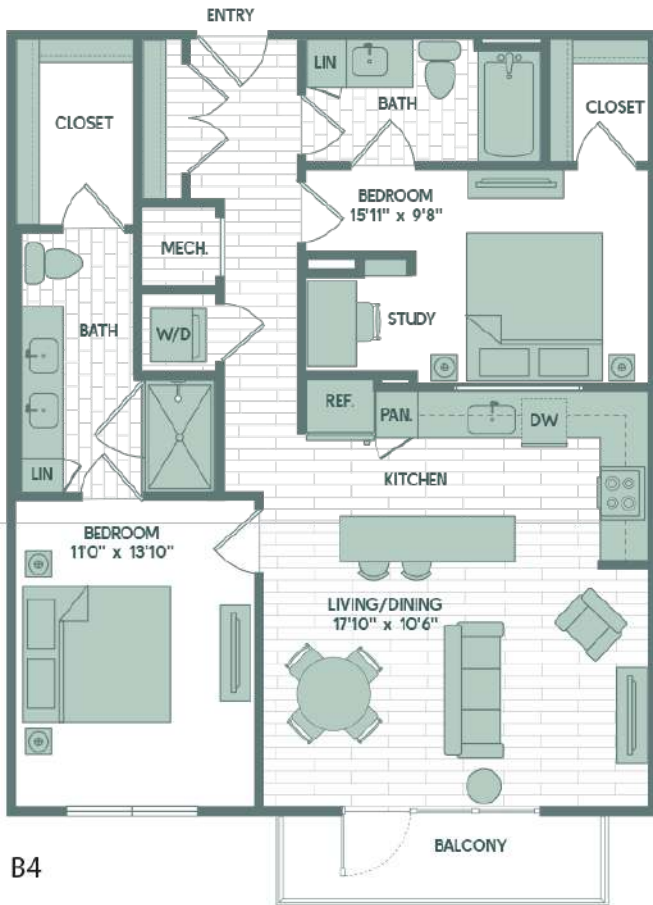 ENTRY
LIN
BATH
CLOSET
CLOSET
BEDROOM
15'11" x 9'8"
MECH.
STUDY
BATH
W/D
REF.
PAN.
DW
LIN
KITCHEN
BEDROOM
11'0" x 13'10"
LIVING/DINING
17'10" x 10'6"
BALCONY
B4